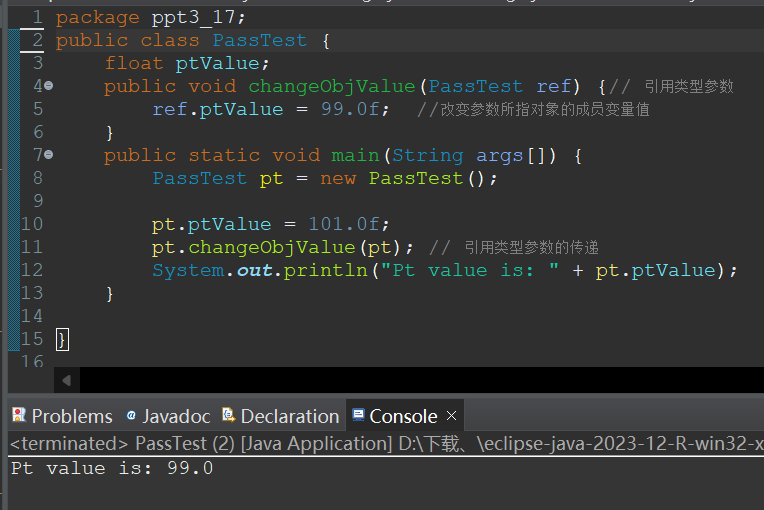 1 package ppt3_17;
2 public class PassTest {
3 float ptValue;
4 public void changeObjValue(PassTest ref) {// 引用类型参数
5 ref.ptValue = 99.0f; //改变参数所指对象的成员变量值
6 }
7 public static void main(String args[]) {
8 PassTest pt = new PassTest();
9
10 pt.ptValue = 101.0f;
11 pt.changeObjValue(pt); // 引用类型参数的传递
12 System.out.println("Pt value is: " + pt.ptValue);
13 }
14
15 }
16
Problems Javadoc Declaration Console
<terminated> PassTest (2) [Java Application] D:\下载、\eclipse-java-2023-12-R-win32-x
Pt value is: 99.0